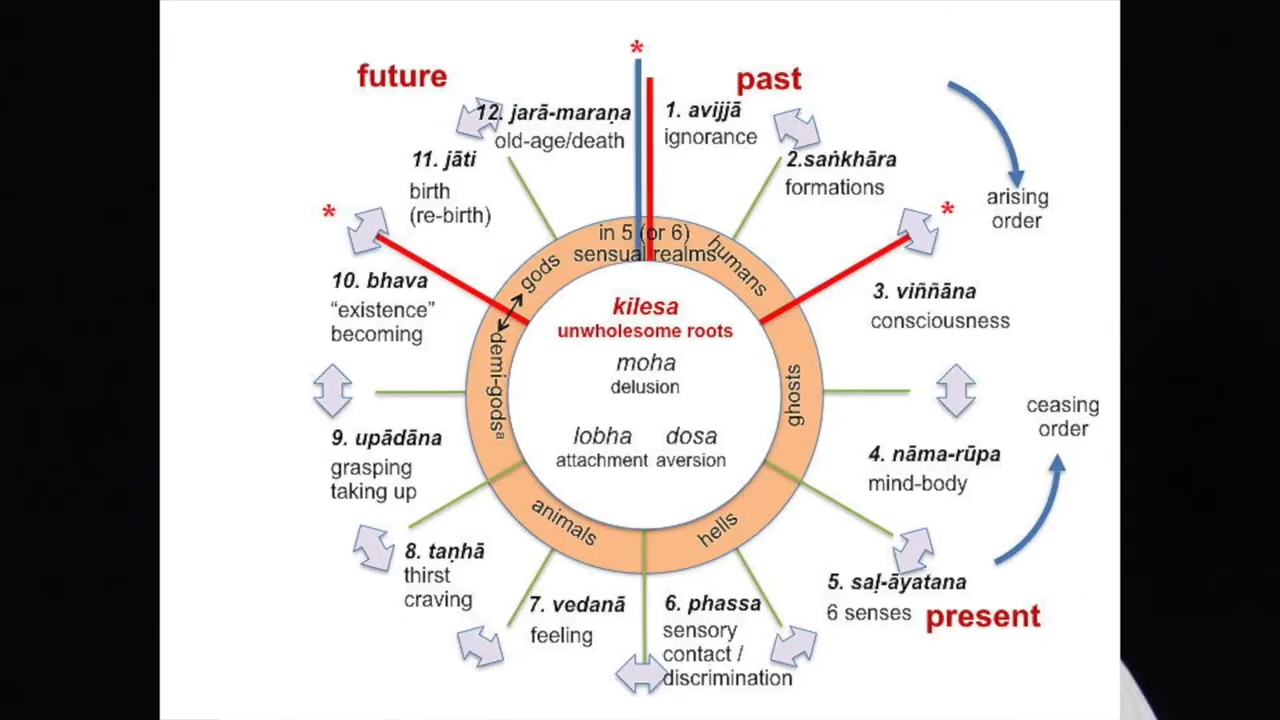 *
future
past
12. jarā-maraṇa
old-age/death
1. avijjā
ignorance
11. jāti
birth
(re-birth)
2.saṅkhāra
formations
arising
order
*
*
in 5 (or 6)
sensual realms
gods
humans
10. bhava
“existence”
becoming
3. viññāna
consciousness
kilesa
unwholesome roots
moha
delusion
lobha
attachment
dosa
aversion
demi-godsª
ghosts
ceasing
order
9. upādāna
grasping
taking up
4. nāma-rūpa
mind-body
animals
hells
8. taṇhā
thirst
craving
5. saḷ-āyatana
6 senses
present
7. vedanā
feeling
6. phassa
sensory
contact /
discrimination